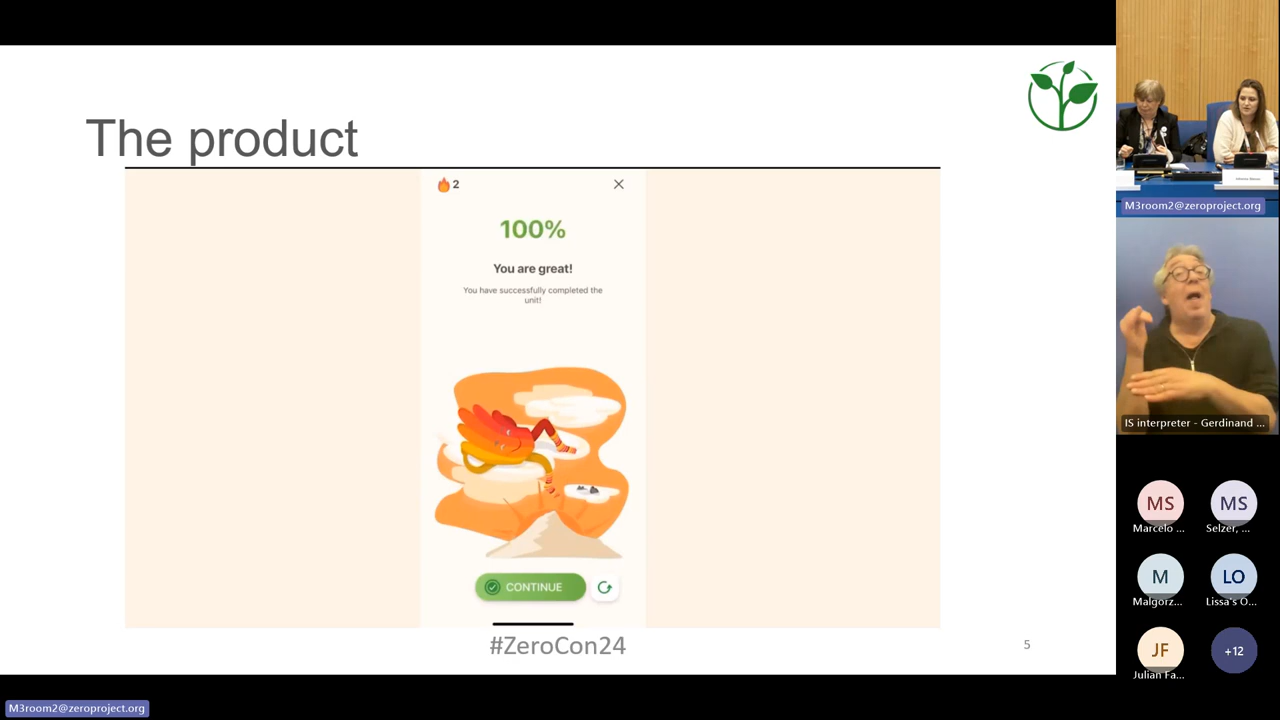 The product
2
100%
You are great!
You have successfully completed the
unit!
CONTINUE
#ZeroCon24
5
M3room2@zeroproject.org
IS interpreter - Gerdinand ...
MS
MS
Marcelo ...
Selzer, ...
M
LO
Malgorz...
Lissa's O...
JF
+12
Julian Fa...
M3room2@zeroproject.org